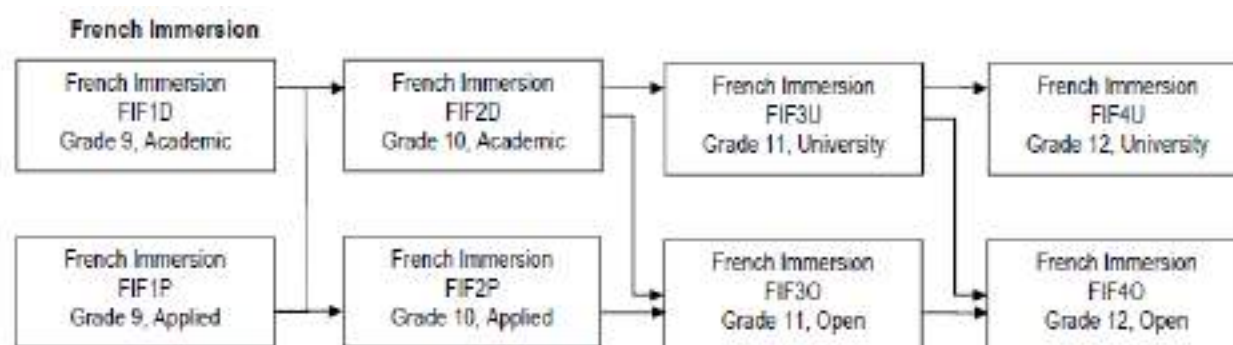 French Immersion
French Immersion
FIF1D
Grade 9, Academic
French Immersion
FIF2D
Grade 10, Academic
French Immersion
FIF3U
Grade 11, University
French Immersion
FIF4U
Grade 12, University
French Immersion
FIF1P
Grade 9, Applied
French Immersion
FIF2P
Grade 10, Applied
French Immersion
FIF3O
Grade 11, Open
French Immersion
FIF4O
Grade 12, Open